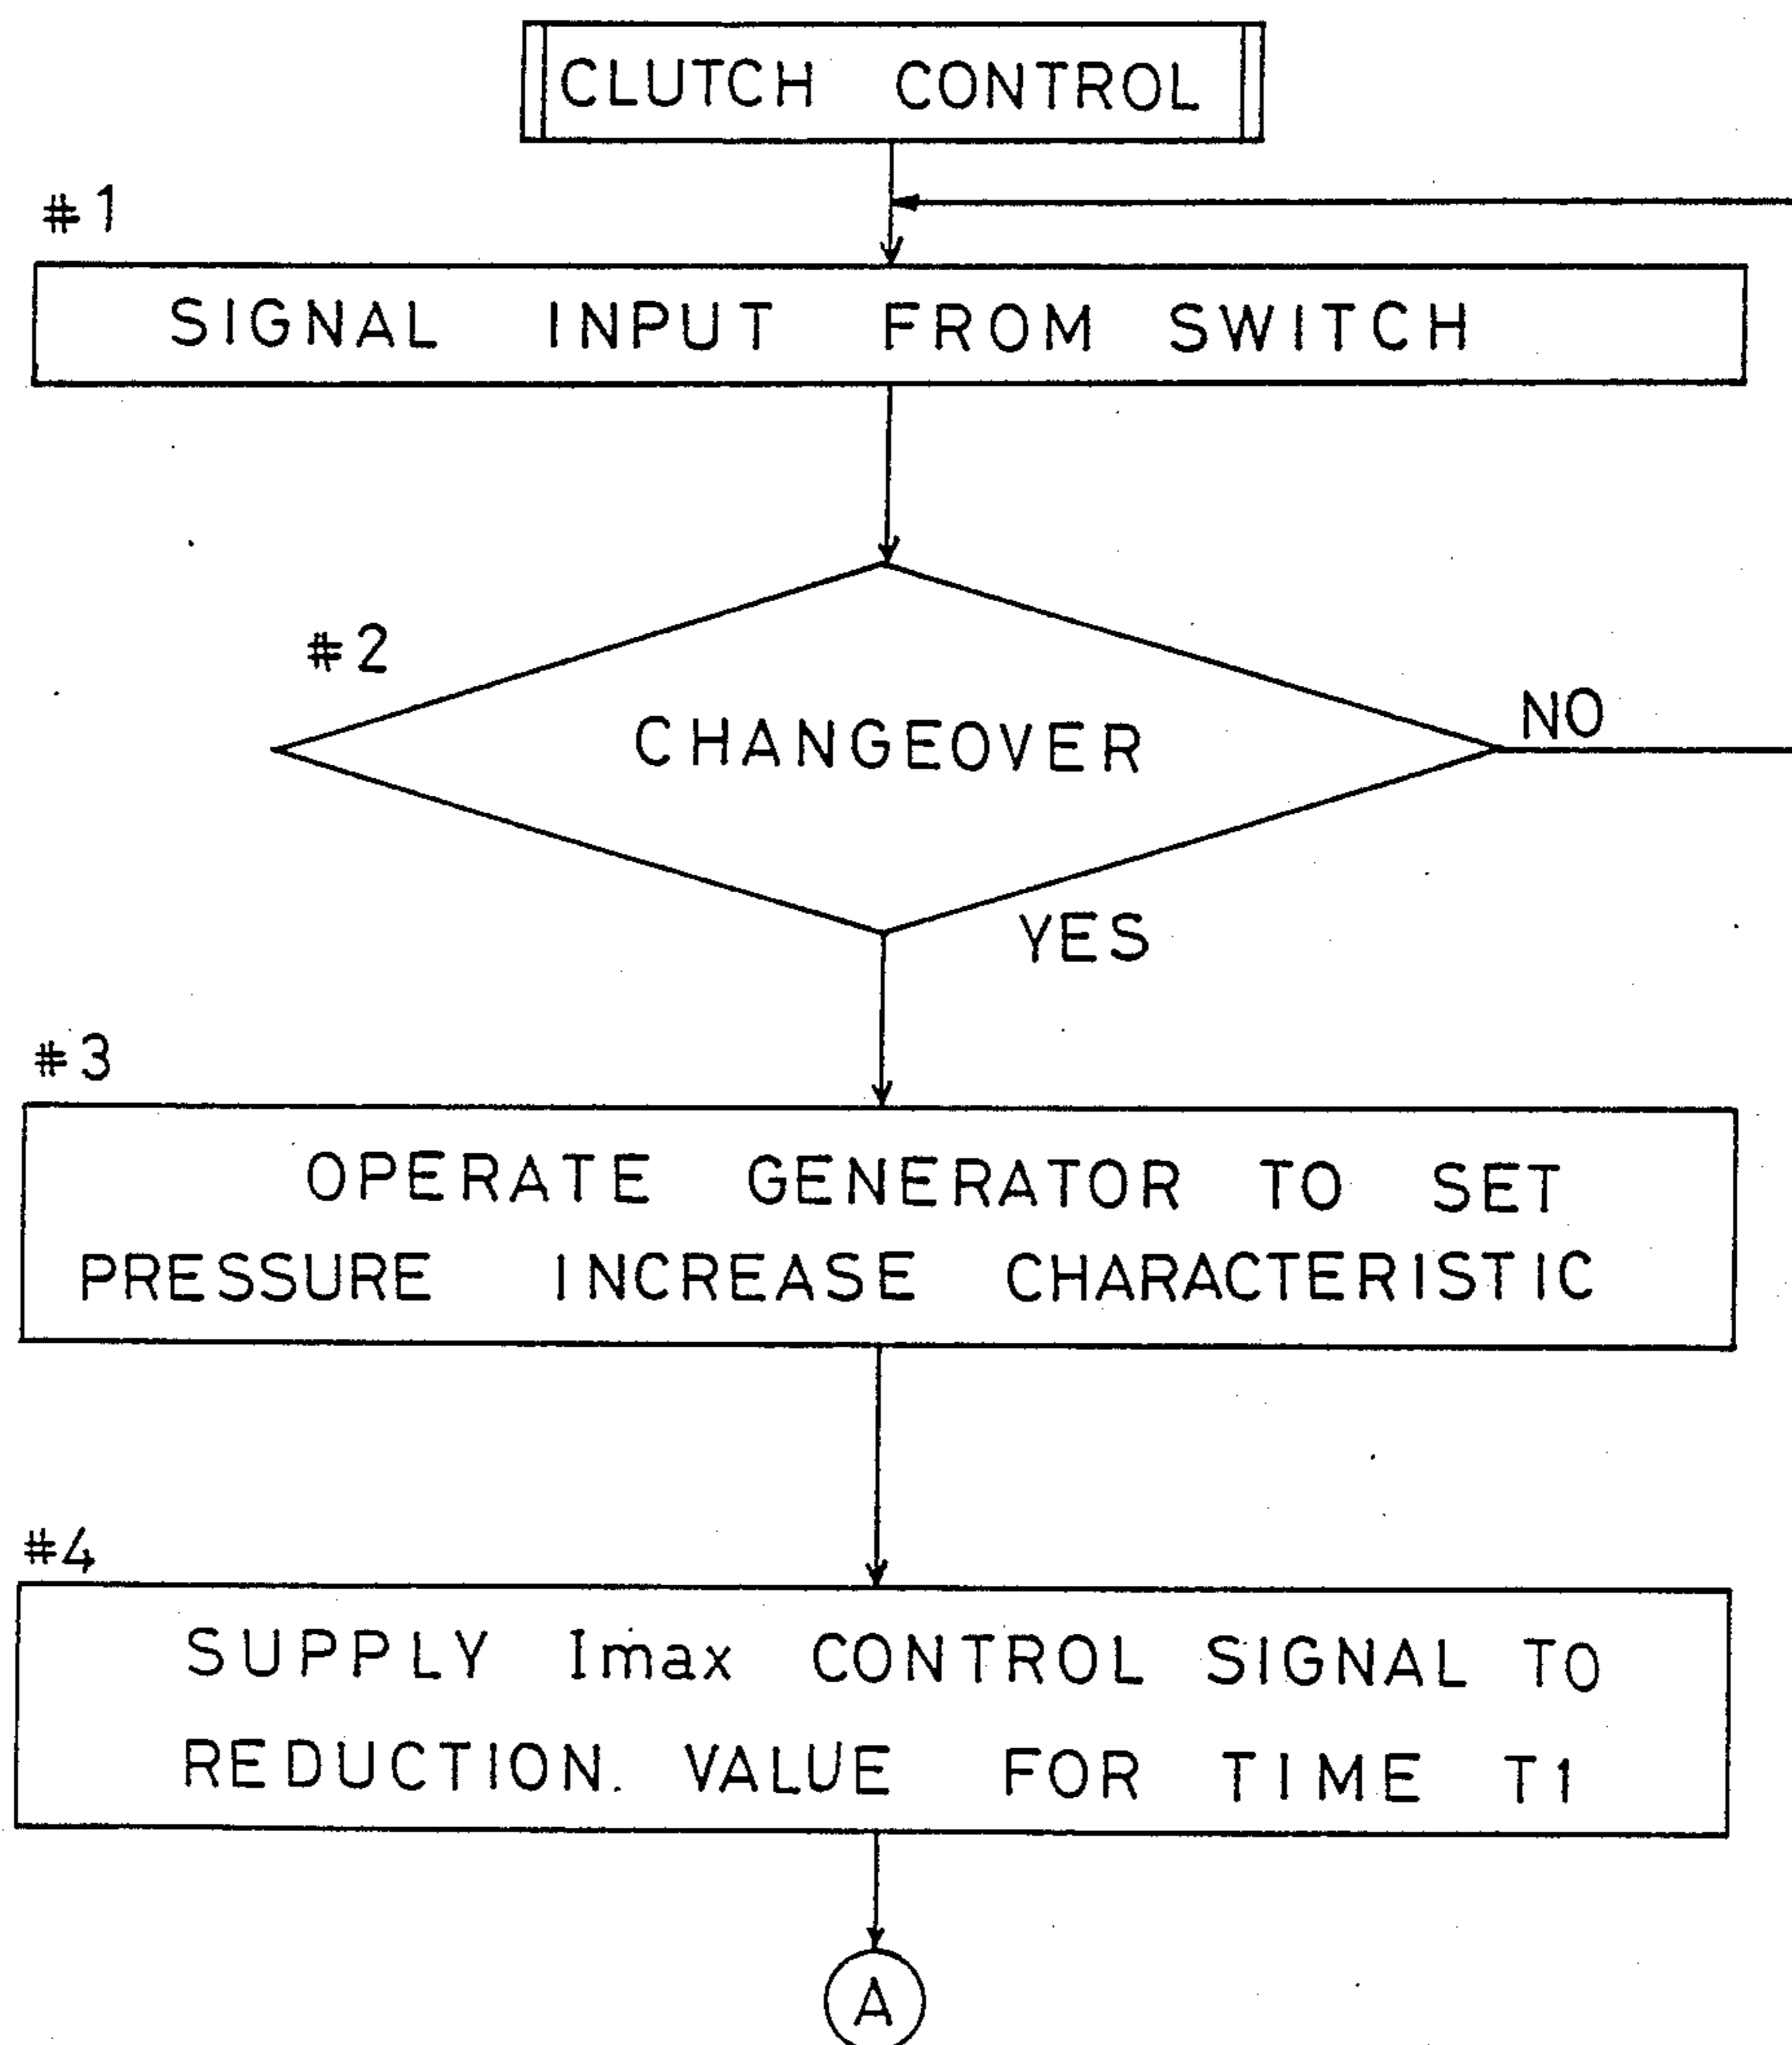 CLUTCH CONTROL
#1
SIGNAL INPUT FROM SWITCH
#2
CHANGEOVER
NO
YES
#3
OPERATE GENERATOR TO SET
PRESSURE INCREASE CHARACTERISTIC
#4
SUPPLY Imax CONTROL SIGNAL TO
REDUCTION. VALUE FOR TIME T1
A